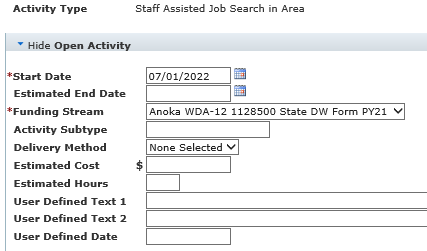 Activity Type Staff Assisted Job Search in Area
Hide Open Activity
*Start Date 07/01/2022
Estimated End Date
*Funding Stream Anoka WDA-12 1128500 State DW Form PY21
Activity Subtype
Delivery Method None Selected
Estimated Cost $
Estimated Hours
User Defined Text 1
User Defined Text 2
User Defined Date